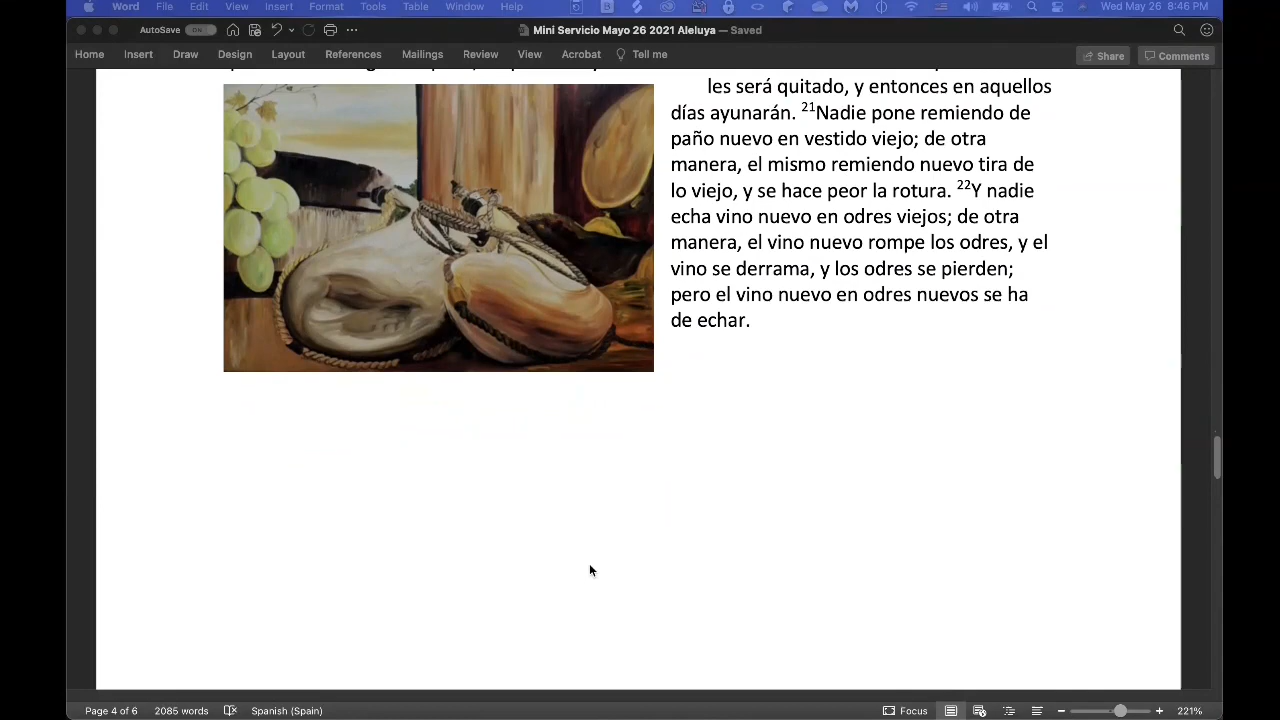 Word File Edit View Insert Format Tools Table Window Help Wed May 26 8:46 PM
AutoSave ON Mini Servicio Mayo 26 2021 Aleluya — Saved
Home Insert Draw Design Layout References Mailings Review View Acrobat Tell me Share Comments
les será quitado, y entonces en aquellos
días ayunarán. 21Nadie pone remiendo de
paño nuevo en vestido viejo; de otra
manera, el mismo remiendo nuevo tira de
lo viejo, y se hace peor la rotura. 22Y nadie
echa vino nuevo en odres viejos; de otra
manera, el vino nuevo rompe los odres, y el
vino se derrama, y los odres se pierden;
pero el vino nuevo en odres nuevos se ha
de echar.
Page 4 of 6 2085 words Spanish (Spain) Focus 221%